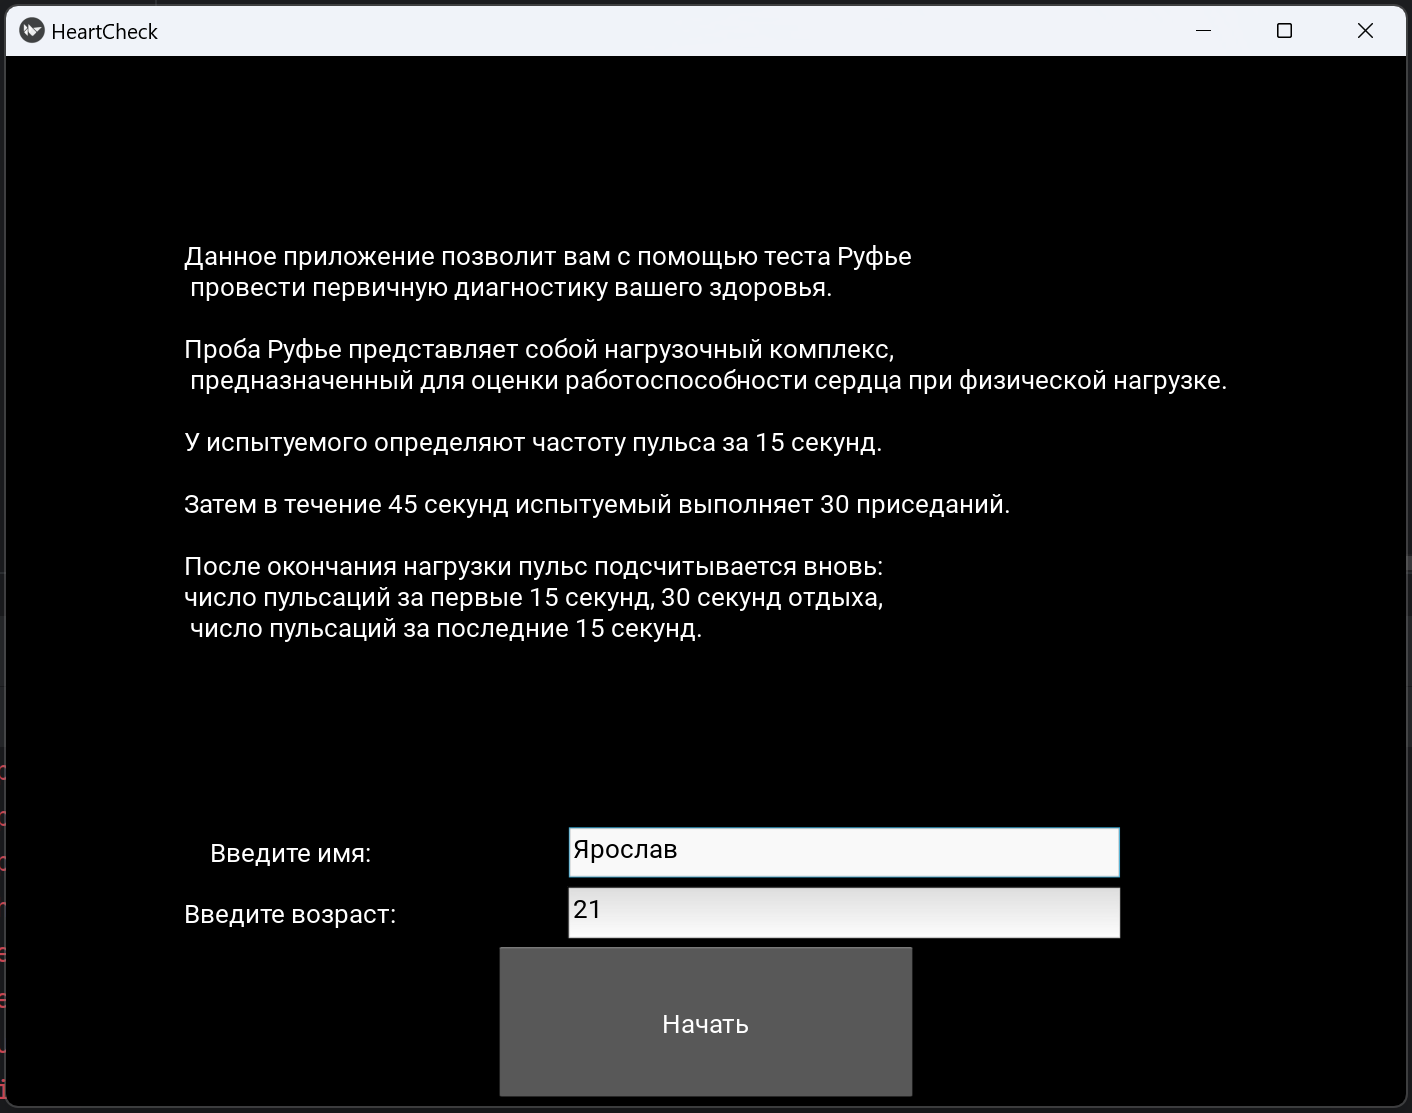 HeartCheck
Данное приложение позволит вам с помощью теста Руфье
провести первичную диагностику вашего здоровья.
Проба Руфье представляет собой нагрузочный комплекс,
предназначенный для оценки работоспособности сердца при физической нагрузке.
У испытуемого определяют частоту пульса за 15 секунд.
Затем в течение 45 секунд испытуемый выполняет 30 приседаний.
После окончания нагрузки пульс подсчитывается вновь:
число пульсаций за первые 15 секунд, 30 секунд отдыха,
число пульсаций за последние 15 секунд.
Введите имя: Ярослав
Введите возраст: 21
Начать